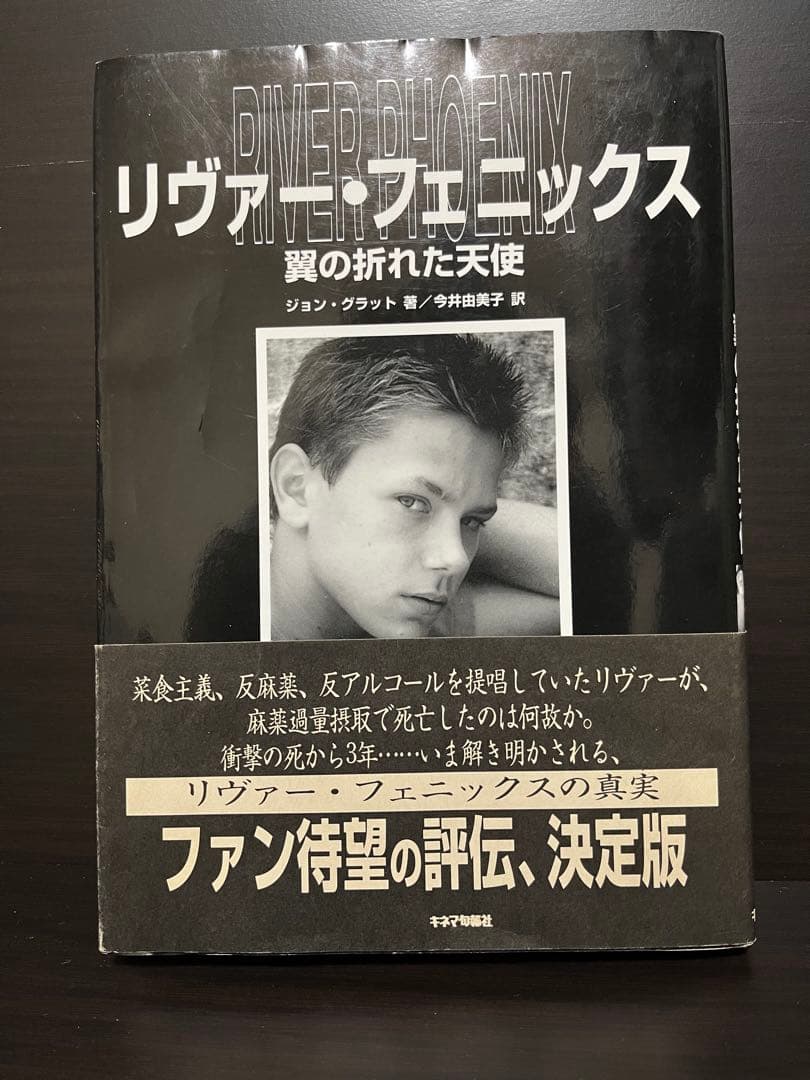 RIVER PHOENIX
リヴァー・フェニックス
翼の折れた天使
ジョン・グラット 著／今井由美子 訳
菜食主義、反麻薬、反アルコールを提唱していたリヴァーが、
麻薬過量摂取で死亡したのは何故か。
衝撃の死から3年……いま解き明かされる、
リヴァー・フェニックスの真実
ファン待望の評伝、決定版
キネマ旬報社